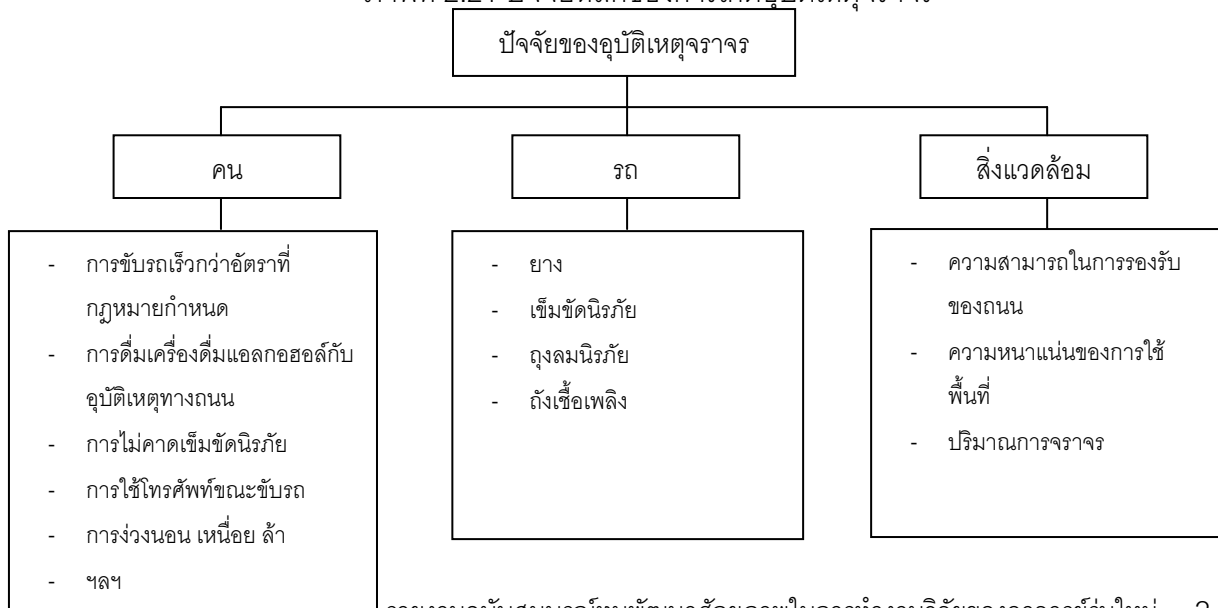 ปัจจัยของอุบัติเหตุจราจร
คน
รถ
สิ่งแวดล้อม
- การขับรถเร็วกว่าอัตราที่
กฎหมายกำหนด
- การดื่มเครื่องดื่มแอลกอฮอล์กับ
อุบัติเหตุทางถนน
- การไม่คาดเข็มขัดนิรภัย
- การใช้โทรศัพท์ขณะขับรถ
- การง่วงนอน เหนื่อย ล้า
- ฯลฯ
- ยาง
- เข็มขัดนิรภัย
- ถุงลมนิรภัย
- ถังเชื้อเพลิง
- ความสามารถในการรองรับ
ของถนน
- ความหนาแน่นของการใช้
พื้นที่
- ปริมาณการจราจร